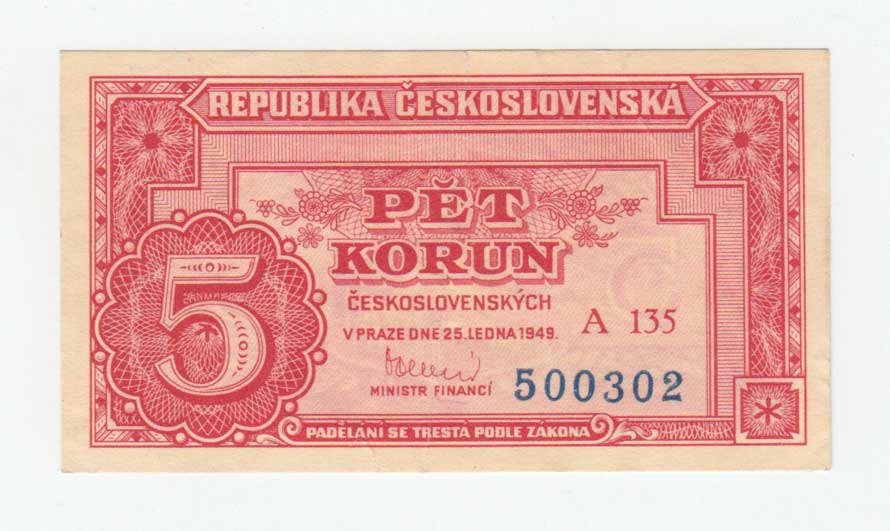 REPUBLIKA ČESKOSLOVENSKÁ
PĚT
KORUN
ČESKOSLOVENSKÝCH
V PRAZE DNE 25. LEDNA 1949.
A 135
5
MINISTR FINANCÍ
500302
PADĚLÁNÍ SE TRESTÁ PODLE ZÁKONA